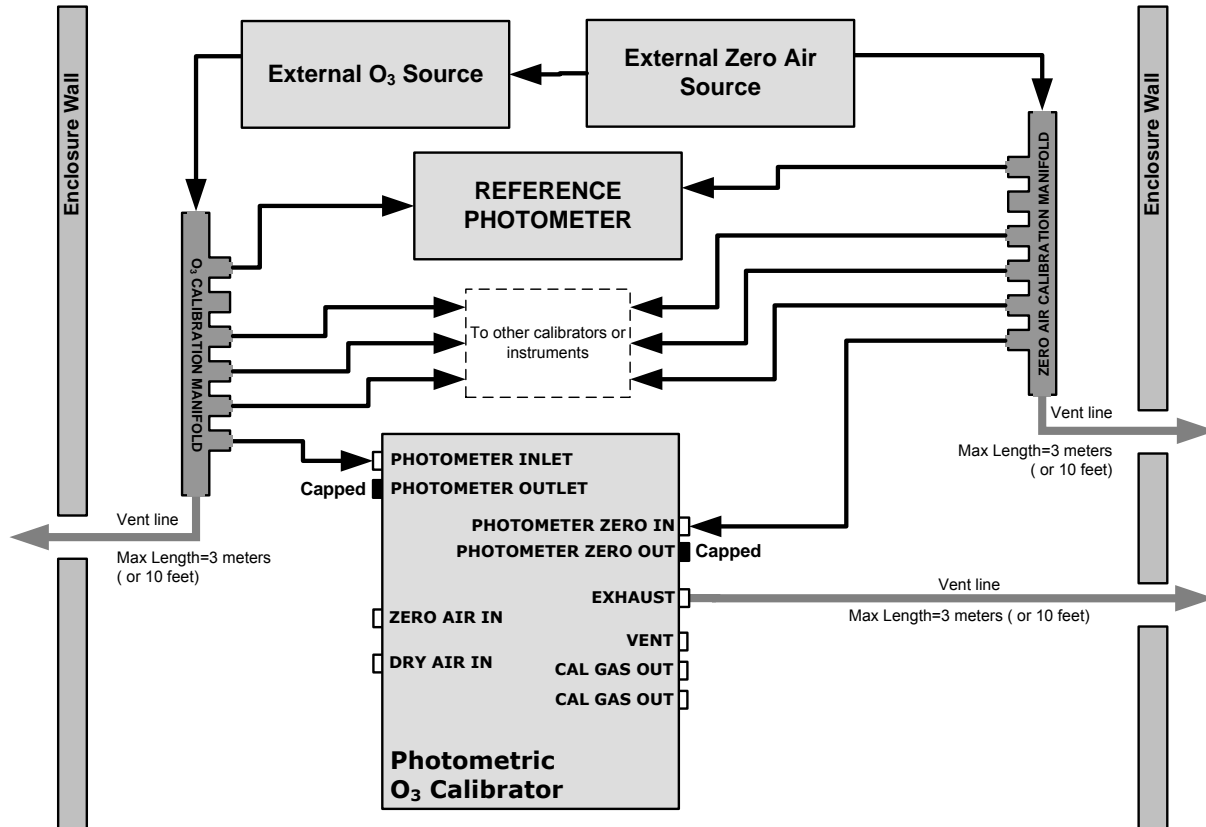 Enclosure Wall
External O₃ Source
External Zero Air
Source
Enclosure Wall
REFERENCE
PHOTOMETER
O₃ CALIBRATION MANIFOLD
ZERO AIR CALIBRATION MANIFOLD
To other calibrators or
instruments
Vent line
Max Length=3 meters
( or 10 feet)
PHOTOMETER INLET
Capped
PHOTOMETER OUTLET
PHOTOMETER ZERO IN
PHOTOMETER ZERO OUT
Capped
Vent line
Max Length=3 meters
( or 10 feet)
EXHAUST
Vent line
Max Length=3 meters ( or 10 feet)
ZERO AIR IN
VENT
DRY AIR IN
CAL GAS OUT
CAL GAS OUT
Photometric
O₃ Calibrator